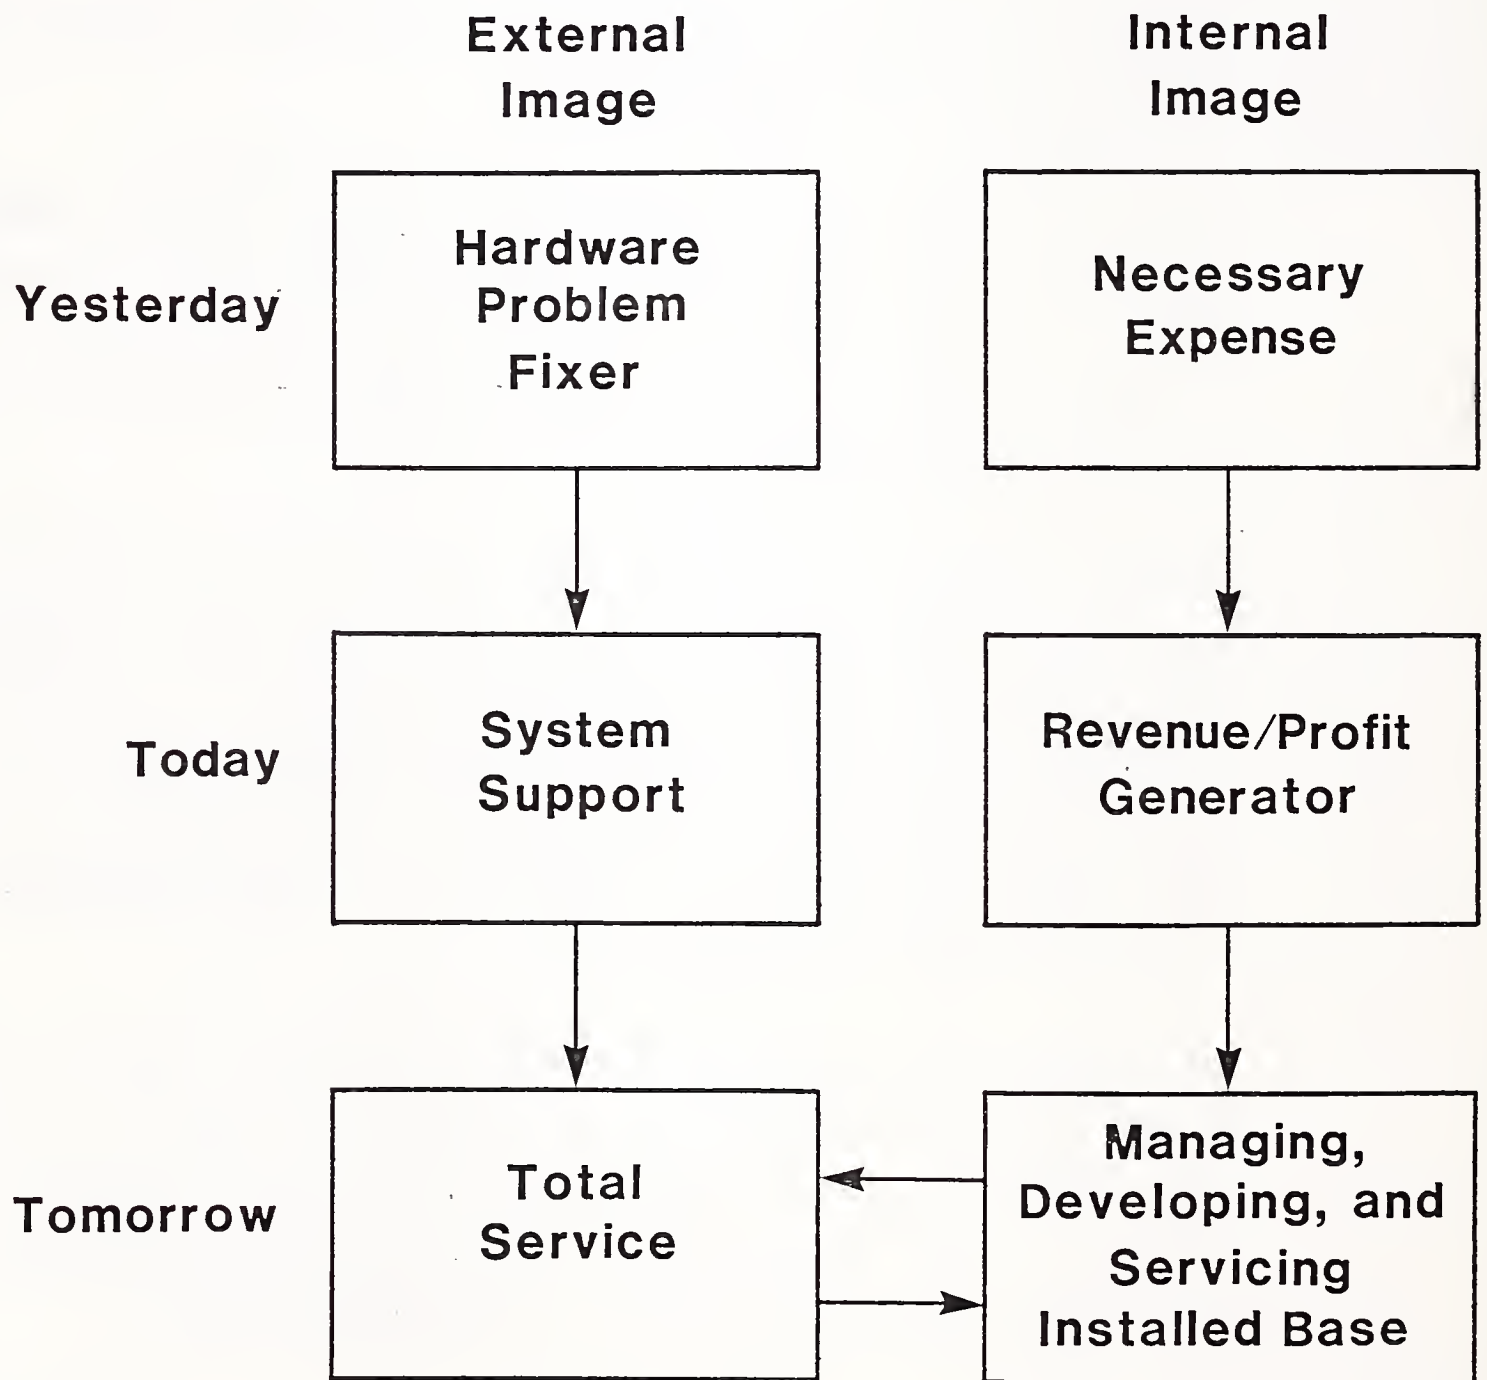 External
Image
Internal
Image
Yesterday
Hardware
Problem
Fixer
Necessary
Expense
Today
System
Support
Revenue/Profit
Generator
Tomorrow
Total
Service
Managing,
Developing, and
Servicing
Installed Base